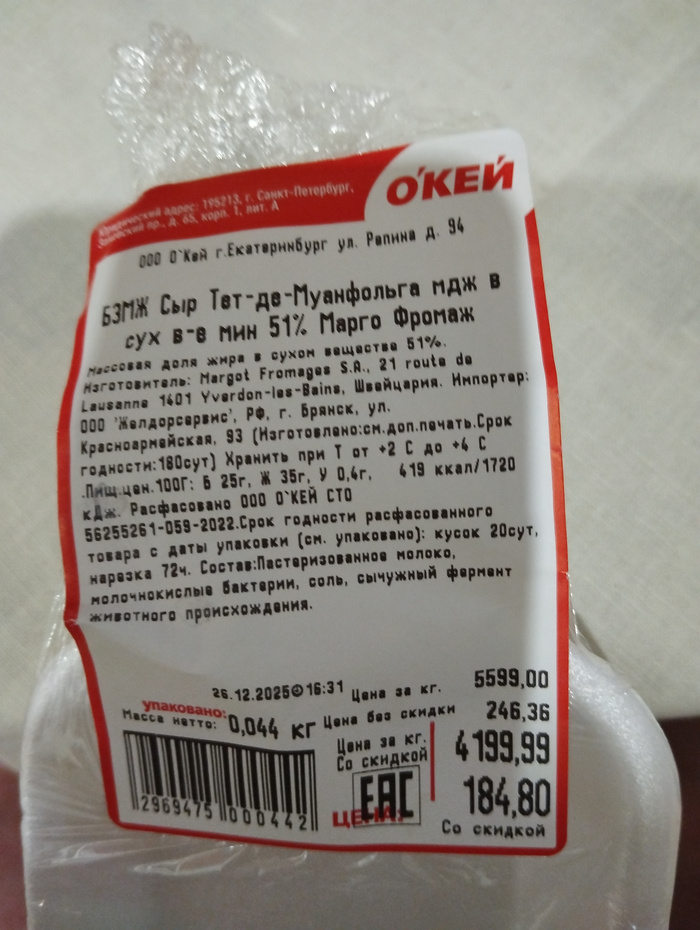 Юридический адрес: 195213, г. Санкт-Петербург,
Заневский пр., д. 65, корп. 1, лит. А
О'КЕЙ
ООО О`Кей г.Екатеринбург ул. Репина д. 94
БЗМЖ Сыр Тет-де-Муанфольга мдж в
сух в-е мин 51% Марго Фромаж
Массовая доля жира в сухом веществе 51%.
Изготовитель: Margot Fromages S.A., 21 route de
Lausanne 1401 Yverdon-les-Bains, Швейцария. Импортер:
ООО 'Желдорсервис', РФ, г. Брянск, ул.
Красноармейская, 93 (Изготовлено:см.доп.печать.Срок
годности:180сут) Хранить при Т от +2 С до +4 С
.Пищ.цен.100Г: Б 25г, Ж 35г, У 0,4г, 419 ккал/1720
кДж. Расфасовано ООО О`КЕЙ СТО
56255261-059-2022.Срок годности расфасованного
товара с даты упаковки (см. упаковано): кусок 20сут,
нарезка 72ч. Состав:Пастеризованное молоко,
молочнокислые бактерии, соль, сычужный фермент
животного происхождения.
упаковано: 26.12.2025 16:31 Цена за кг. 5599,00
Масса нетто: 0,044 кг Цена без скидки 246,36
Цена за кг. Со скидкой 4199,99
2969475 000442
ЦЕНА: EAC 184,80
Со скидкой